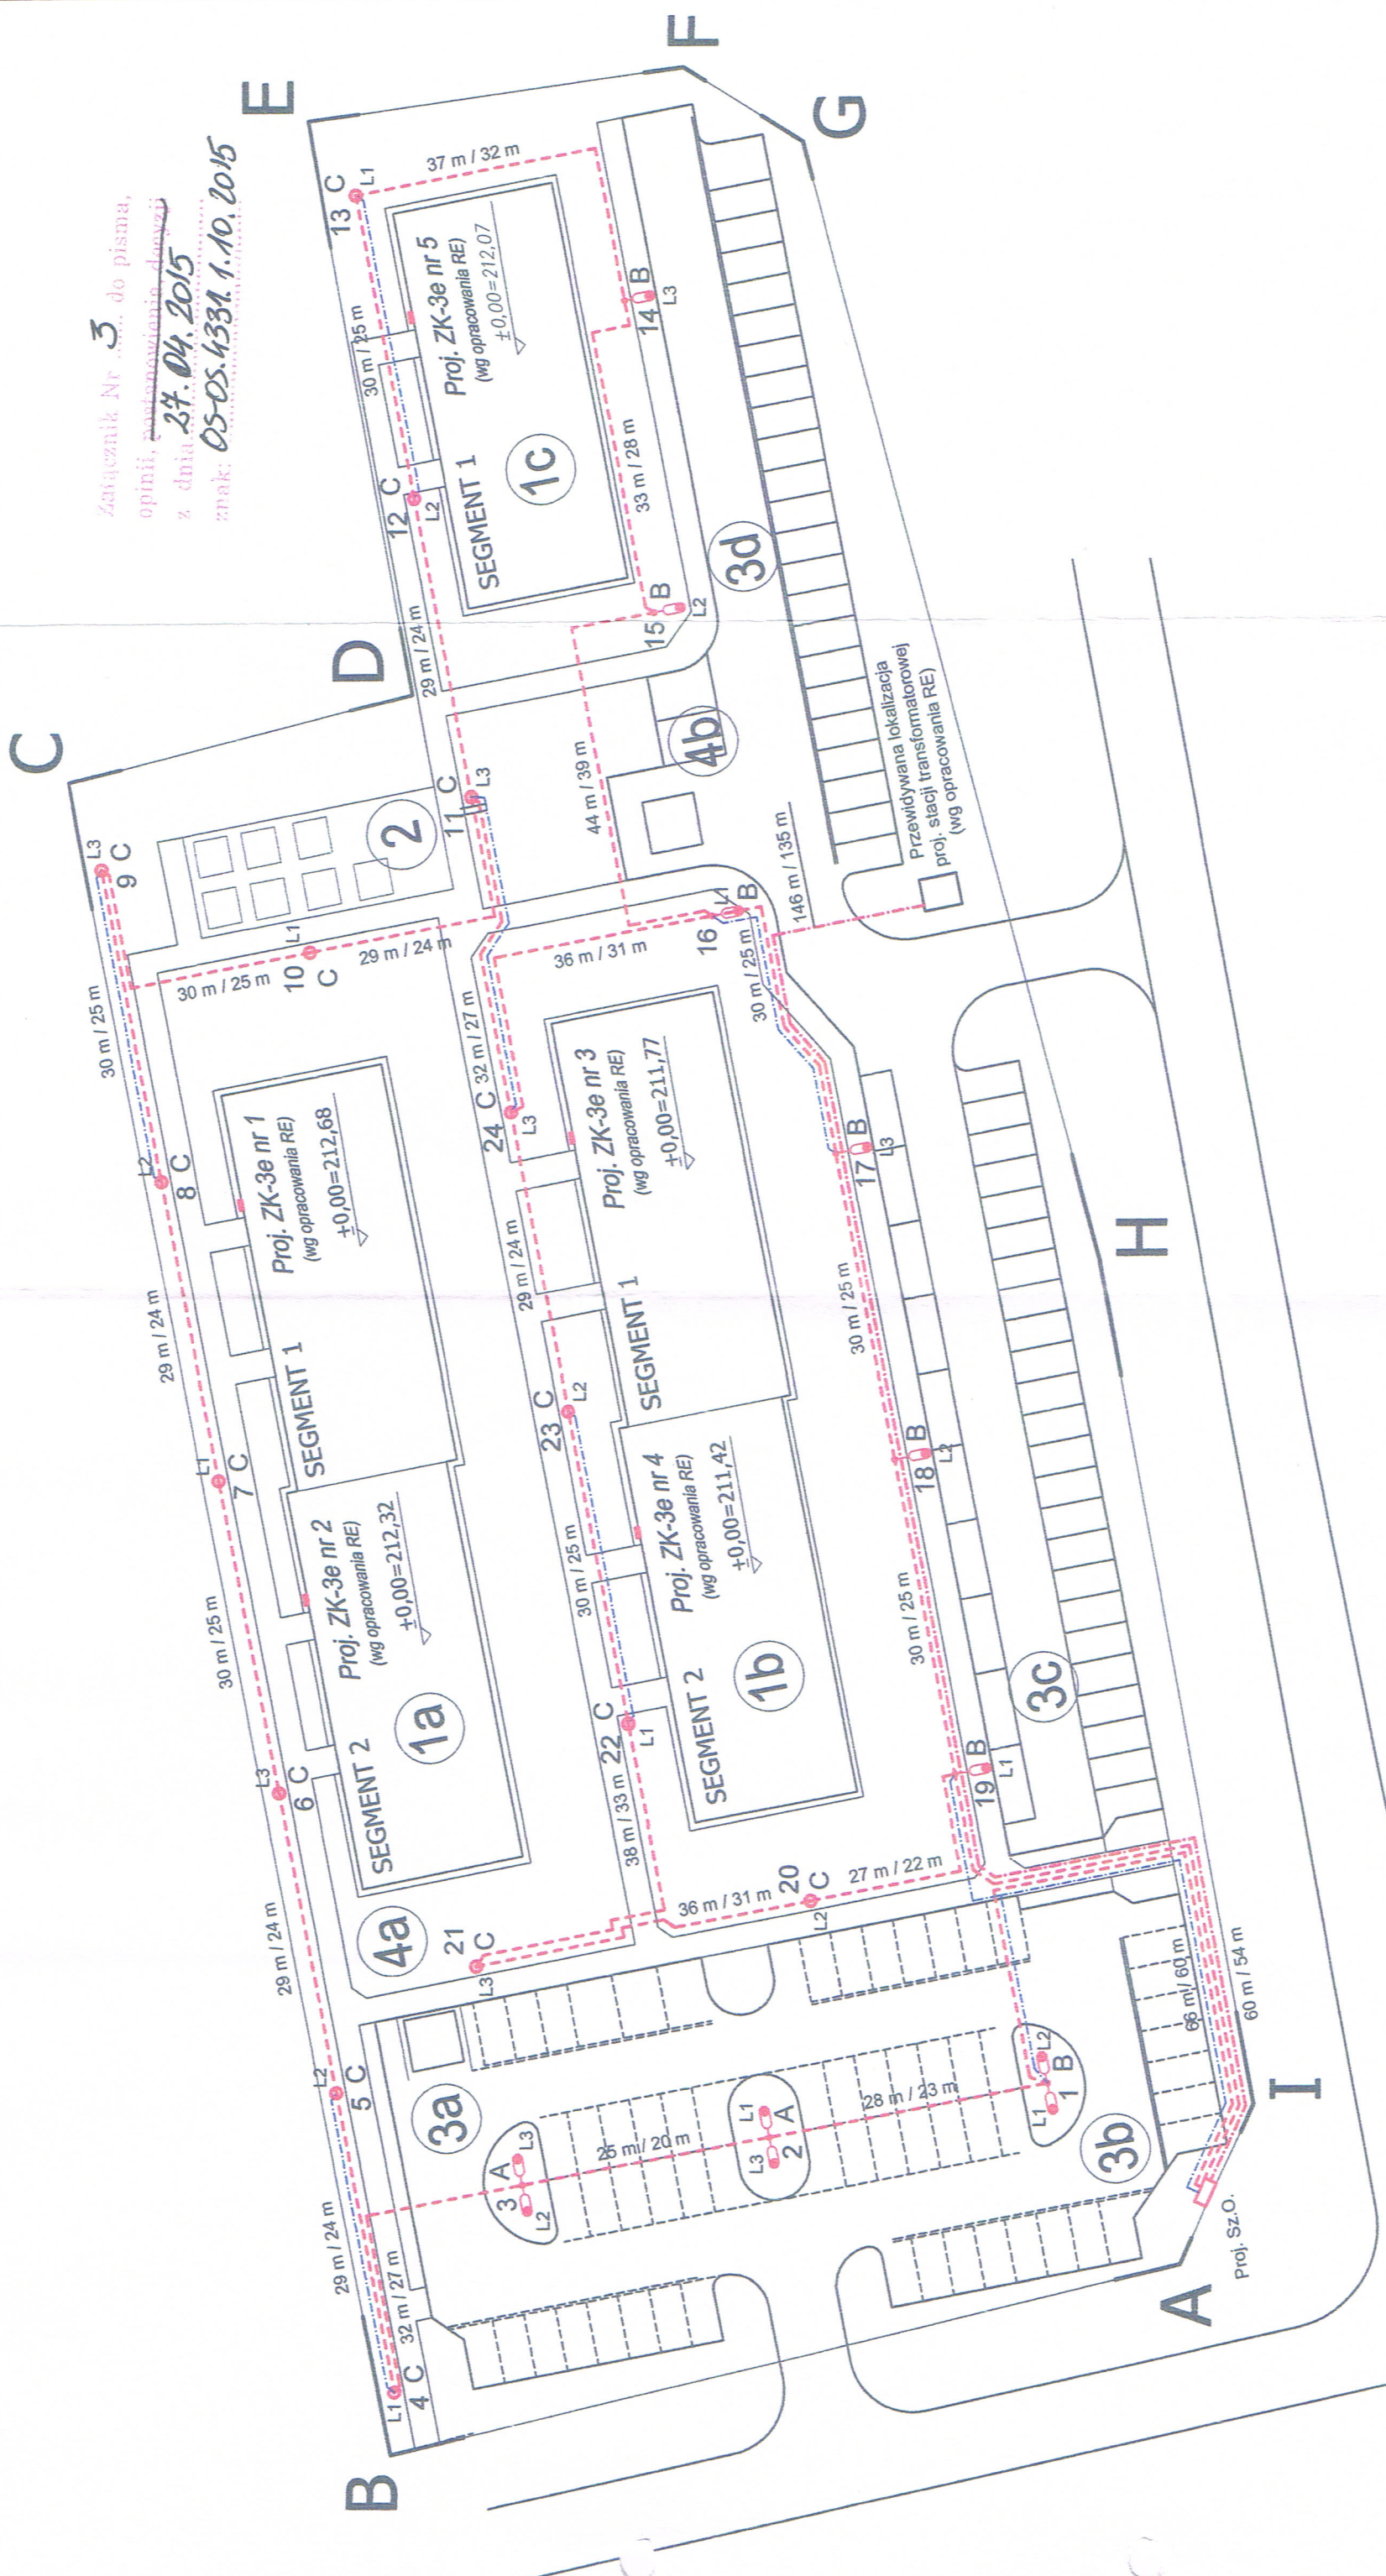 Załącznik Nr 3 do pisma,
opinii, postanowienia, decyzji
z dnia 27.04.2015
znak: OS-OS.4331.1.10.2015
B
C
D
E
F
G
H
I
A
L1
4 C
32 m / 27 m
29 m / 24 m
L2
5 C
29 m / 24 m
L3
6 C
30 m / 25 m
L1
7 C
29 m / 24 m
L2
8 C
30 m / 25 m
L3
9 C
30 m / 25 m
L1
10 C
29 m / 24 m
2
11 C
L3
29 m / 24 m
12 C
L2
30 m / 25 m
13 C
L1
37 m / 32 m
Proj. ZK-3e nr 5
(wg opracowania RE)
±0,00=212,07
SEGMENT 1
1c
14 B
L3
33 m / 28 m
15 B
L2
3d
4b
44 m / 39 m
16 B
L1
36 m / 31 m
30 m / 25 m
146 m / 135 m
Przewidywana lokalizacja
proj. stacji transformatorowej
(wg opracowania RE)
Proj. ZK-3e nr 1
(wg opracowania RE)
±0,00=212,68
SEGMENT 1
Proj. ZK-3e nr 2
(wg opracowania RE)
±0,00=212,32
SEGMENT 2
1a
4a
24 C
L3
32 m / 27 m
29 m / 24 m
23 C
L2
30 m / 25 m
22 C
L1
38 m / 33 m
Proj. ZK-3e nr 3
(wg opracowania RE)
±0,00=211,77
SEGMENT 1
Proj. ZK-3e nr 4
(wg opracowania RE)
±0,00=211,42
SEGMENT 2
1b
17 B
L3
30 m / 25 m
18 B
L2
30 m / 25 m
19 B
L1
3c
27 m / 22 m
20 C
L2
36 m / 31 m
21 C
L3
3a
3 A
L3
L2
25 m / 20 m
2 A
L1
L3
28 m / 23 m
1 B
L2
L1
3b
66 m / 60 m
60 m / 54 m
Proj. Sz.O.